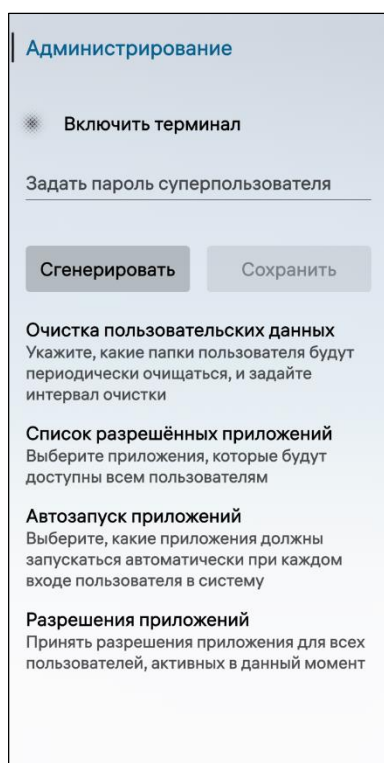 Администрирование
Включить терминал
Задать пароль суперпользователя
Сгенерировать Сохранить
Очистка пользовательских данных
Укажите, какие папки пользователя будут
периодически очищаться, и задайте
интервал очистки
Список разрешённых приложений
Выберите приложения, которые будут
доступны всем пользователям
Автозапуск приложений
Выберите, какие приложения должны
запускаться автоматически при каждом
входе пользователя в систему
Разрешения приложений
Принять разрешения приложения для всех
пользователей, активных в данный момент